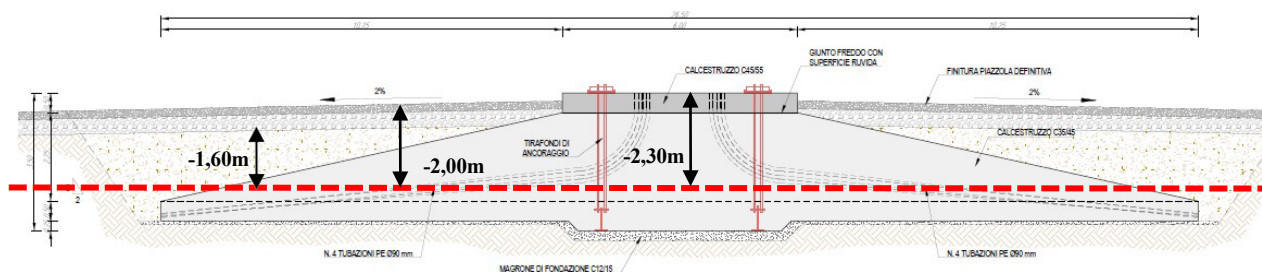 26,50
10,25
6,00
10,25
GIUNTO FREDDO CON
SUPERFICIE RUVIDA
CALCESTRUZZO C45/55
FINITURA PIAZZOLA DEFINITIVA
2%
2%
TIRAFONDI DI
ANCORAGGIO
CALCESTRUZZO C35/45
-1,60m
-2,00m
-2,30m
2
N. 4 TUBAZIONI PE Ø90 mm
N. 4 TUBAZIONI PE Ø90 mm
MAGRONE DI FONDAZIONE C12/15